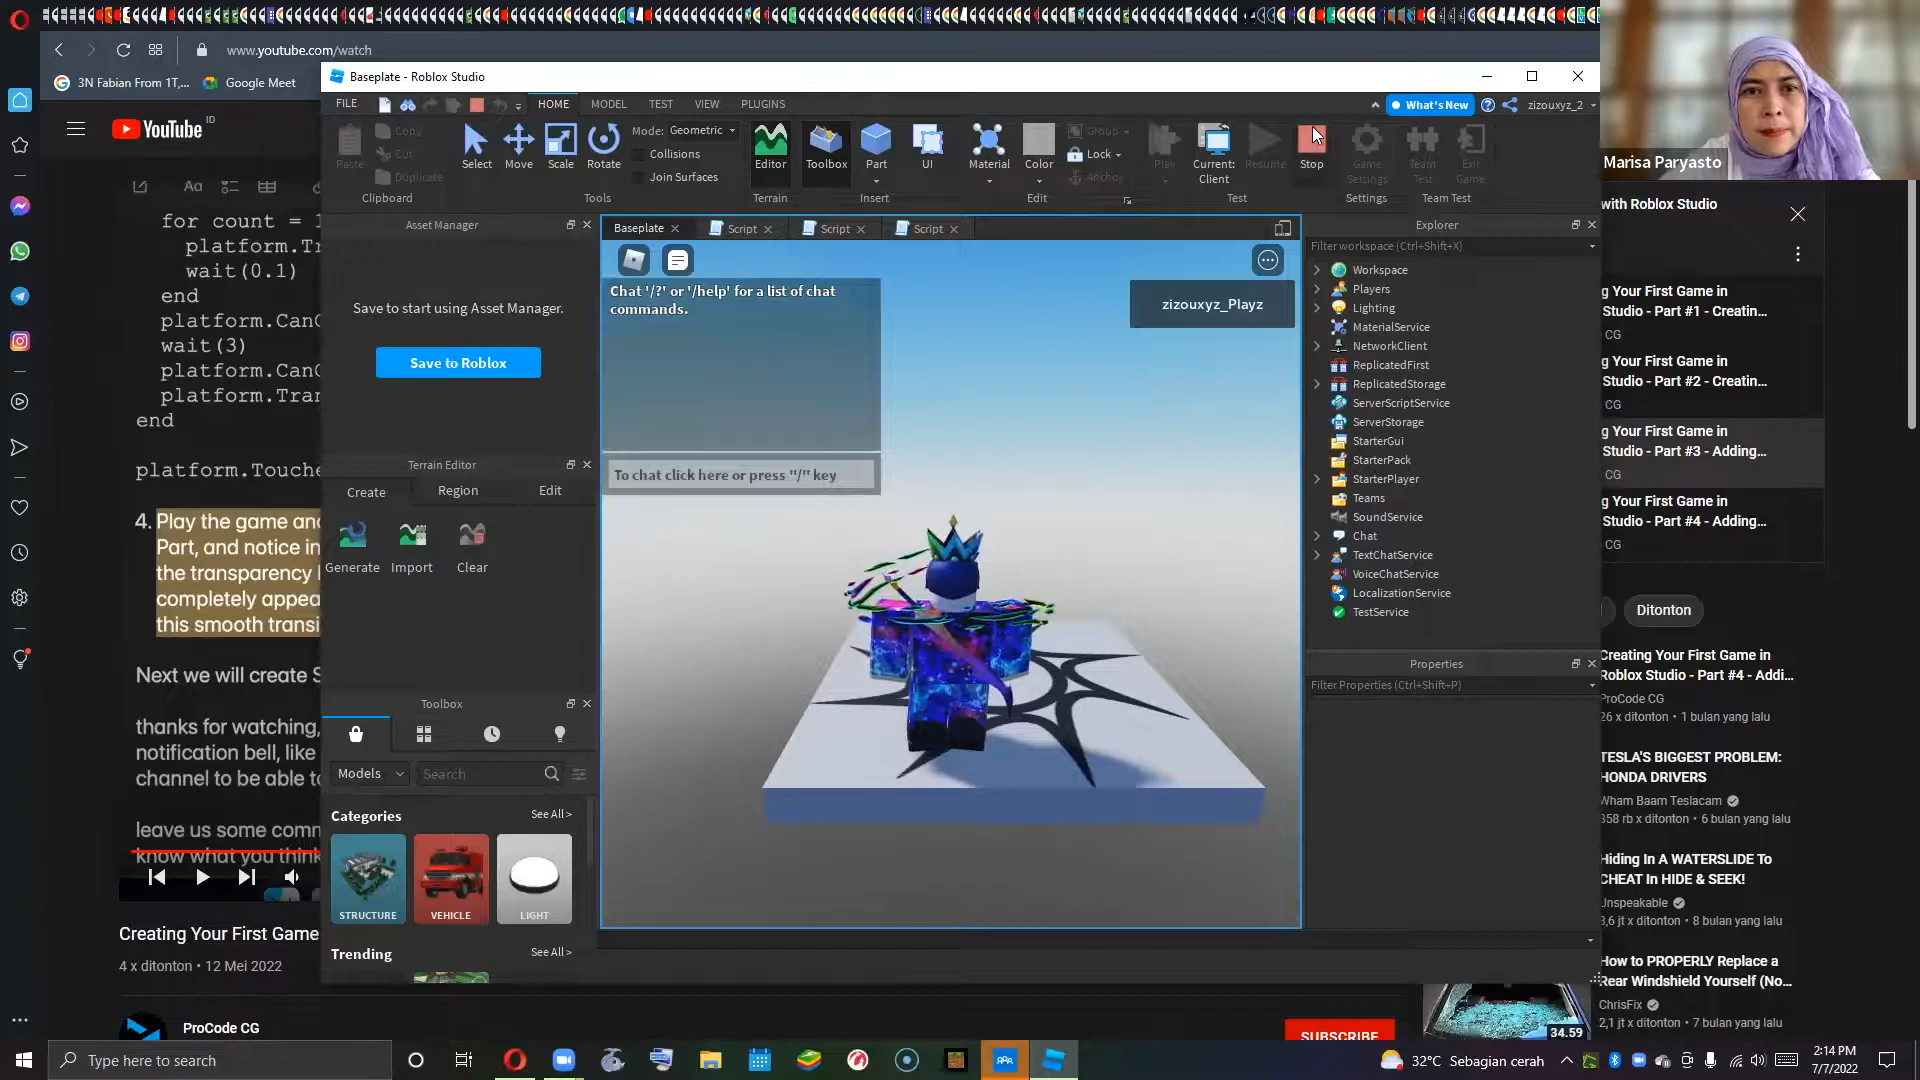 www.youtube.com/watch
3N Fabian From 1T,...
Google Meet
YouTube ID
Baseplate - Roblox Studio
FILE
HOME
MODEL
TEST
VIEW
PLUGINS
What's New
zizouxyz_2
Paste
Copy
Cut
Duplicate
Clipboard
Select
Move
Scale
Rotate
Mode: Geometric
Collisions
Join Surfaces
Tools
Editor
Terrain
Toolbox
Part
UI
Insert
Material
Color
Group
Lock
Anchor
Edit
Play
Current:
Client
Resume
Stop
Test
Game
Settings
Settings
Team
Test
Exit
Game
Team Test
Marisa Paryasto
Aa
for count = 1
wait(0.1)
end
wait(3)
end
4. Play the game
Part, and notice in
the transparency
completely
this smooth
Next we will create
thanks for watching,
notification bell, like
channel to be able
leave us some
know what you think
Asset Manager
Save to start using Asset Manager.
Save to Roblox
Terrain Editor
Create
Region
Edit
Generate
Import
Clear
Toolbox
Models
Search
Categories
See All >
STRUCTURE
VEHICLE
LIGHT
Trending
See All >
Baseplate
Script
Script
Script
Chat '/?' or '/help' for a list of chat
commands.
To chat click here or press "/" key
zizouxyz_Playz
Explorer
Filter workspace (Ctrl+Shift+X)
Workspace
Players
Lighting
MaterialService
NetworkClient
ReplicatedFirst
ReplicatedStorage
ServerScriptService
ServerStorage
StarterGui
StarterPack
StarterPlayer
Teams
SoundService
Chat
TextChatService
VoiceChatService
LocalizationService
TestService
Properties
Filter Properties (Ctrl+Shift+P)
with Roblox Studio
g Your First Game in
Studio - Part #1 - Creatin...
CG
g Your First Game in
Studio - Part #2 - Creatin...
CG
g Your First Game in
Studio - Part #3 - Adding...
CG
g Your First Game in
Studio - Part #4 - Adding...
CG
Ditonton
Creating Your First Game in
Roblox Studio - Part #4 - Addi...
ProCode CG
26 x ditonton • 1 bulan yang lalu
TESLA'S BIGGEST PROBLEM:
HONDA DRIVERS
Wham Baam Teslacam
358 rb x ditonton • 6 bulan yang lalu
Hiding In A WATERSLIDE To
CHEAT In HIDE & SEEK!
Unspeakable
3,6 jt x ditonton • 8 bulan yang lalu
How to PROPERLY Replace a
Rear Windshield Yourself (No...
ChrisFix
2,1 jt x ditonton • 7 bulan yang lalu
34.59
Creating Your First Game
4 x ditonton • 12 Mei 2022
ProCode CG
SUBSCRIBE
Type here to search
32°C Sebagian cerah
2:14 PM
7/7/2022